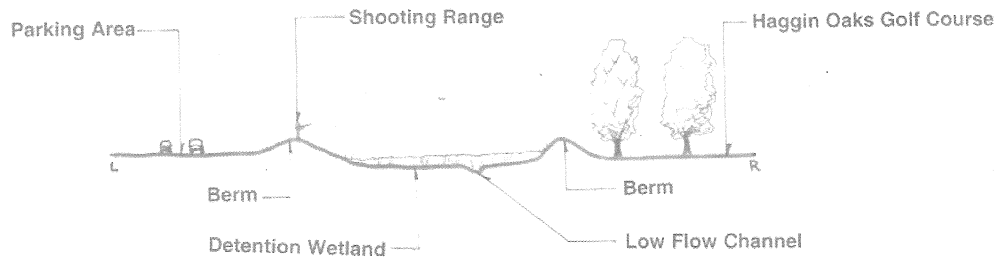 Shooting Range
Haggin Oaks Golf Course
Parking Area
L
R
Berm
Berm
Detention Wetland
Low Flow Channel